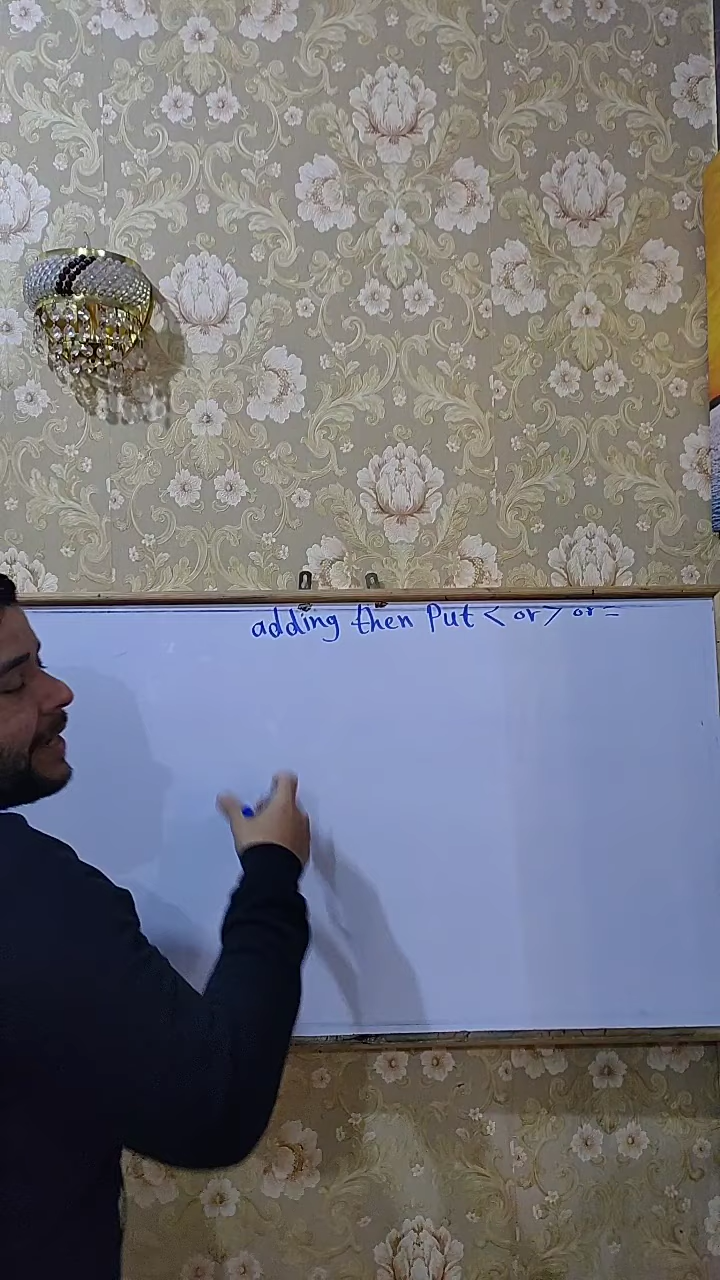 adding then Put < or > or =